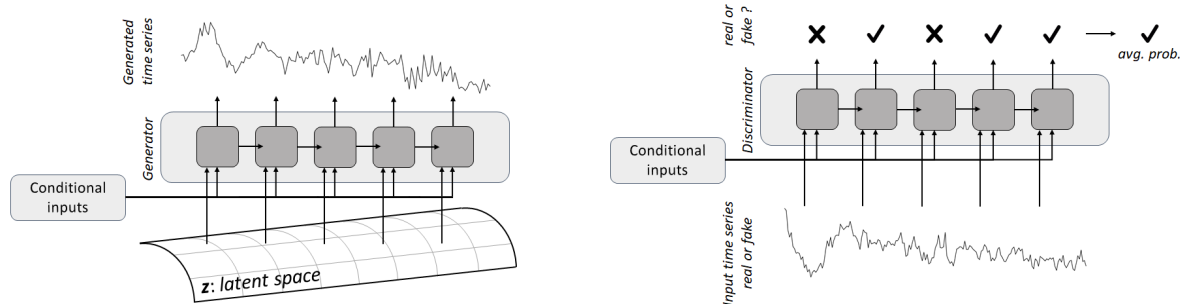 Generated
time series
Generator
Conditional
inputs
z: latent space
real or
fake ?
avg. prob.
Discriminator
Conditional
inputs
Input time series
real or fake